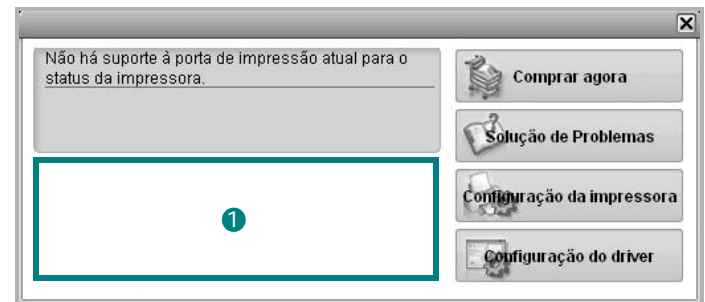 Não há suporte à porta de impressão atual para o
status da impressora.
Comprar agora
Solução de Problemas
1
Configuração da impressora
Configuração do driver